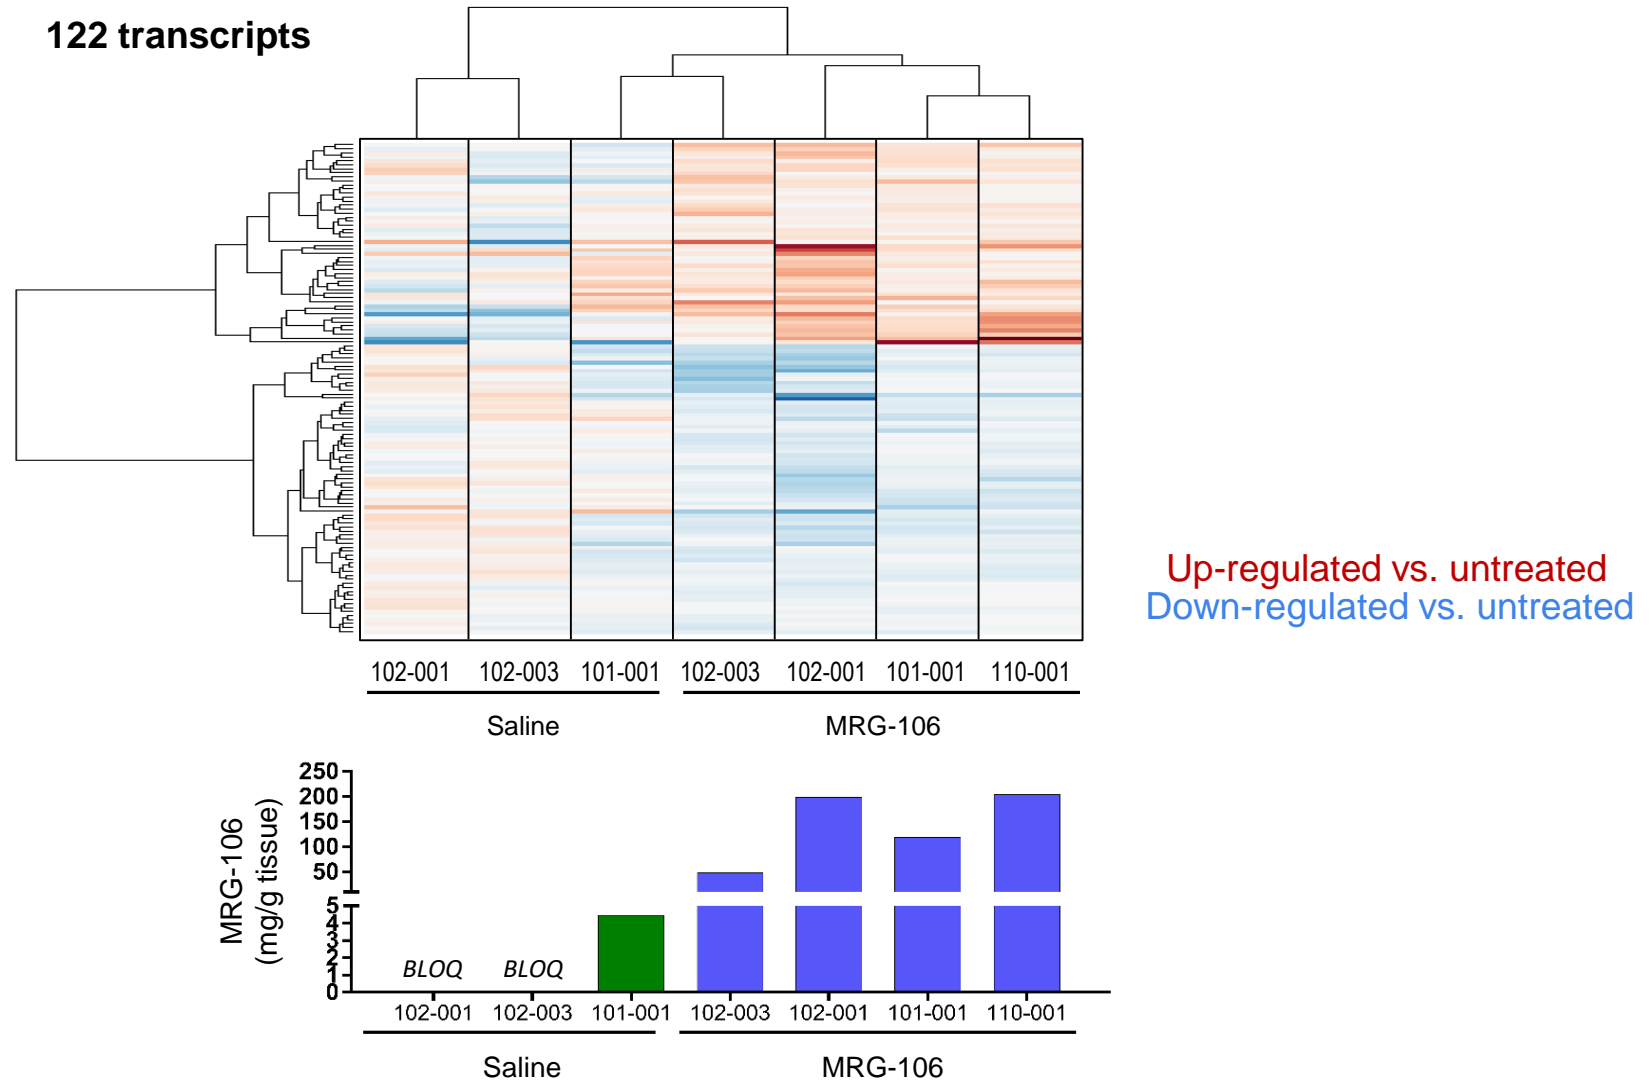 122 transcripts
Up-regulated vs. untreated
Down-regulated vs. untreated
102-001 102-003 101-001 102-003 102-001 101-001 110-001
Saline MRG-106
MRG-106
(mg/g tissue)
250
200
150
100
50
5
4
3
2
1
0
BLOQ BLOQ
102-001 102-003 101-001 102-003 102-001 101-001 110-001
Saline MRG-106